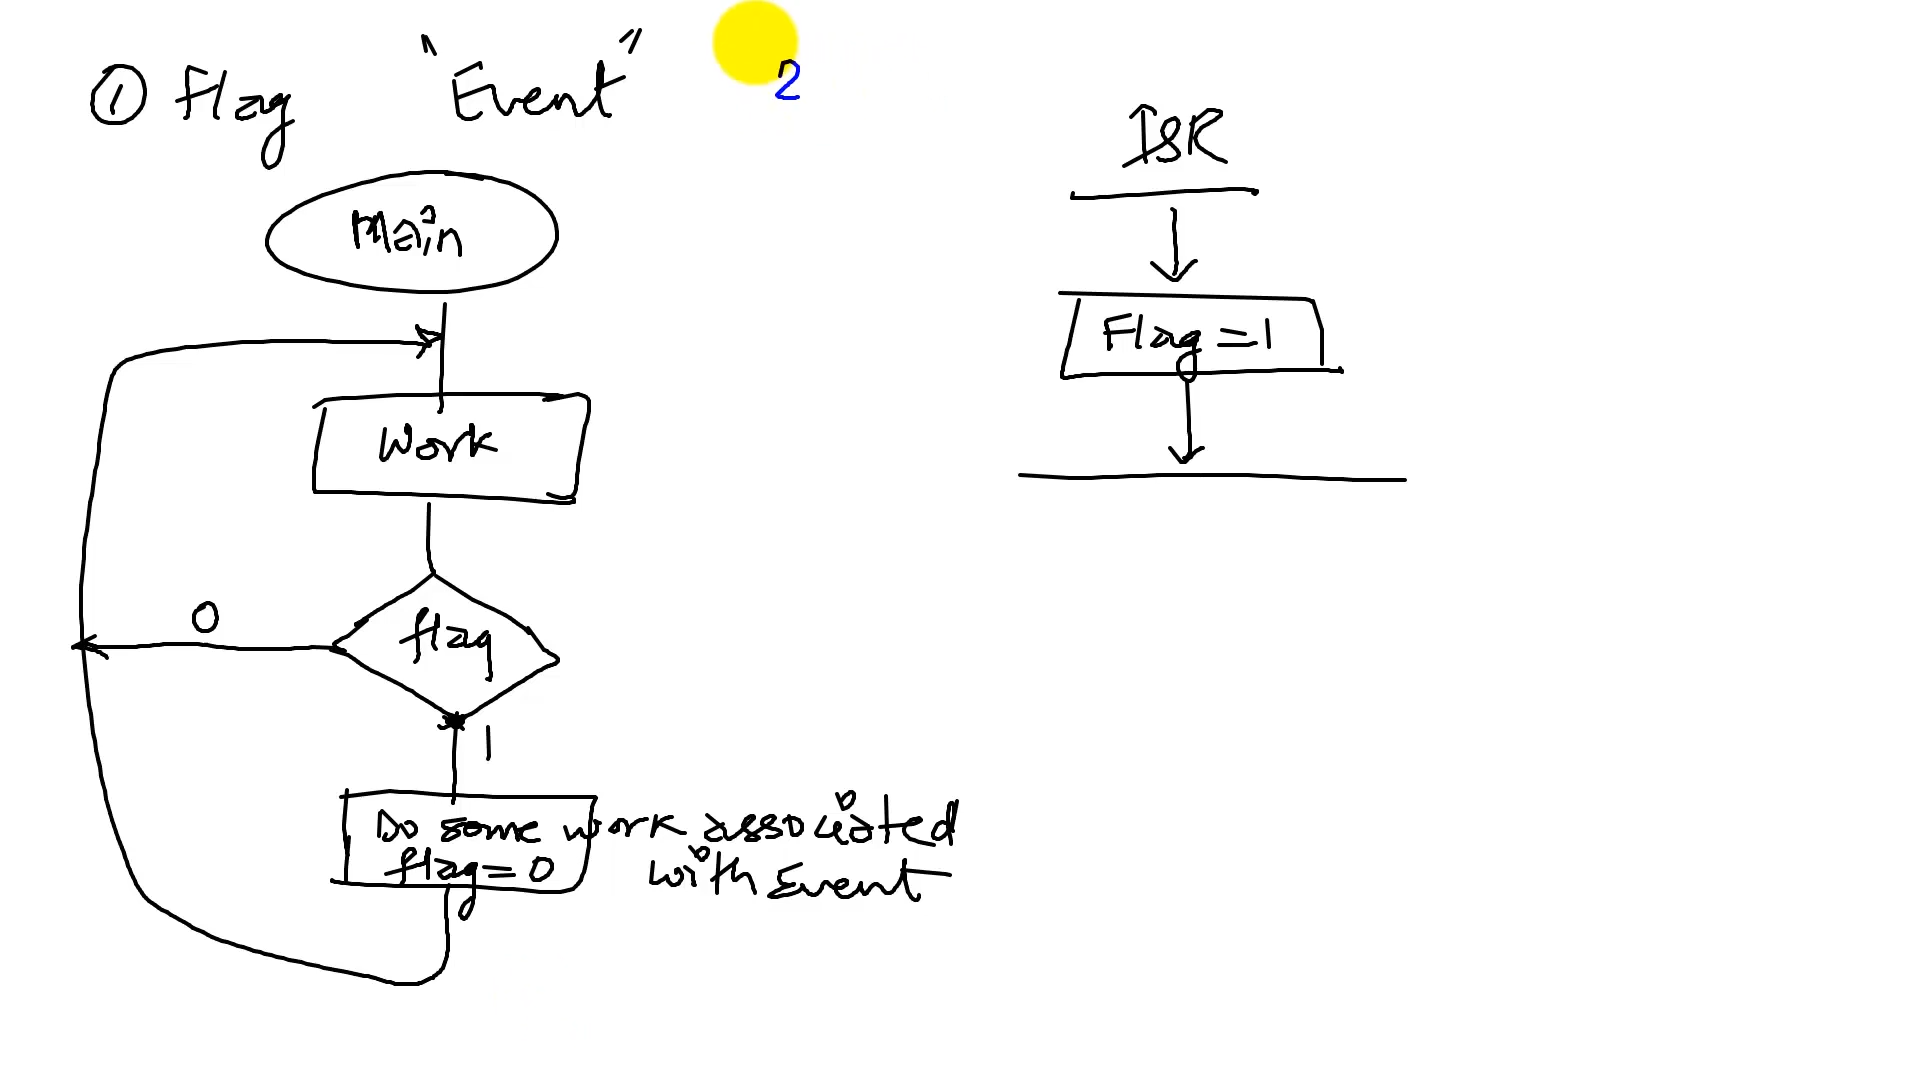 ① Flag "Event" 2
Main
Work
flag
0
1
Do some work associated
with Event
flag=0
ISR
Flag=1